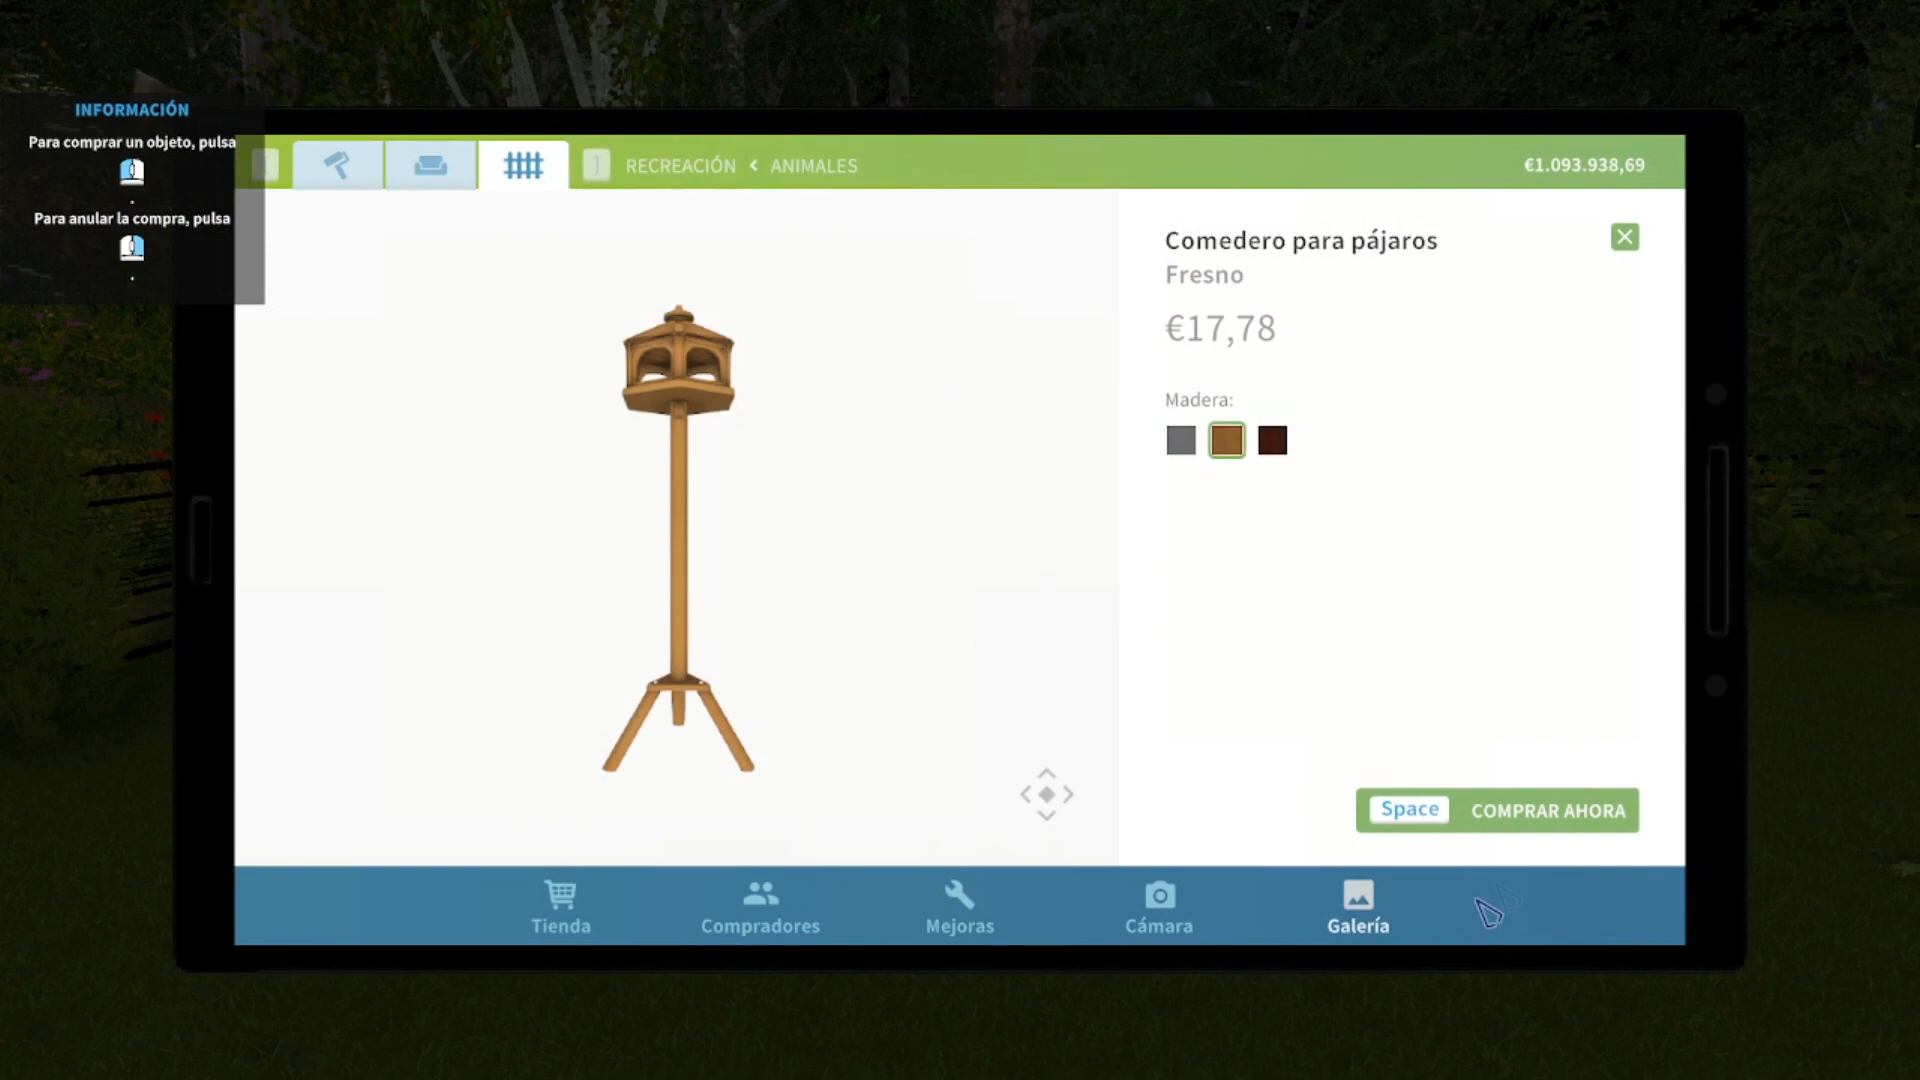 INFORMACIÓN
Para comprar un objeto, pulsa
.
Para anular la compra, pulsa
.
[ ] RECREACIÓN < ANIMALES
€1.093.938,69
Comedero para pájaros
Fresno
€17,78
Madera:
Space COMPRAR AHORA
Tienda
Compradores
Mejoras
Cámara
Galería